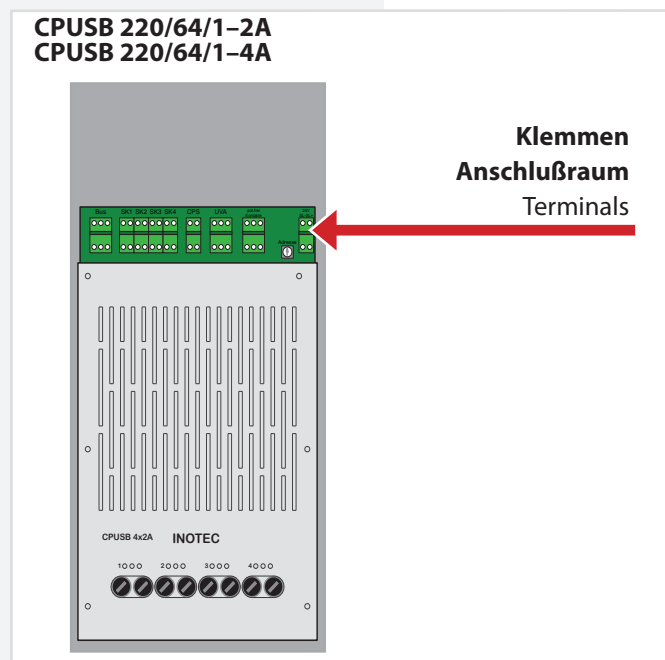 CPUSB 220/64/1–2A
CPUSB 220/64/1–4A
Klemmen
Anschlußraum
Terminals
Bus SK1 SK2 SK3 SK4 CPS UVA
Adresse
CPUSB 4x2A INOTEC
1 2 3 4